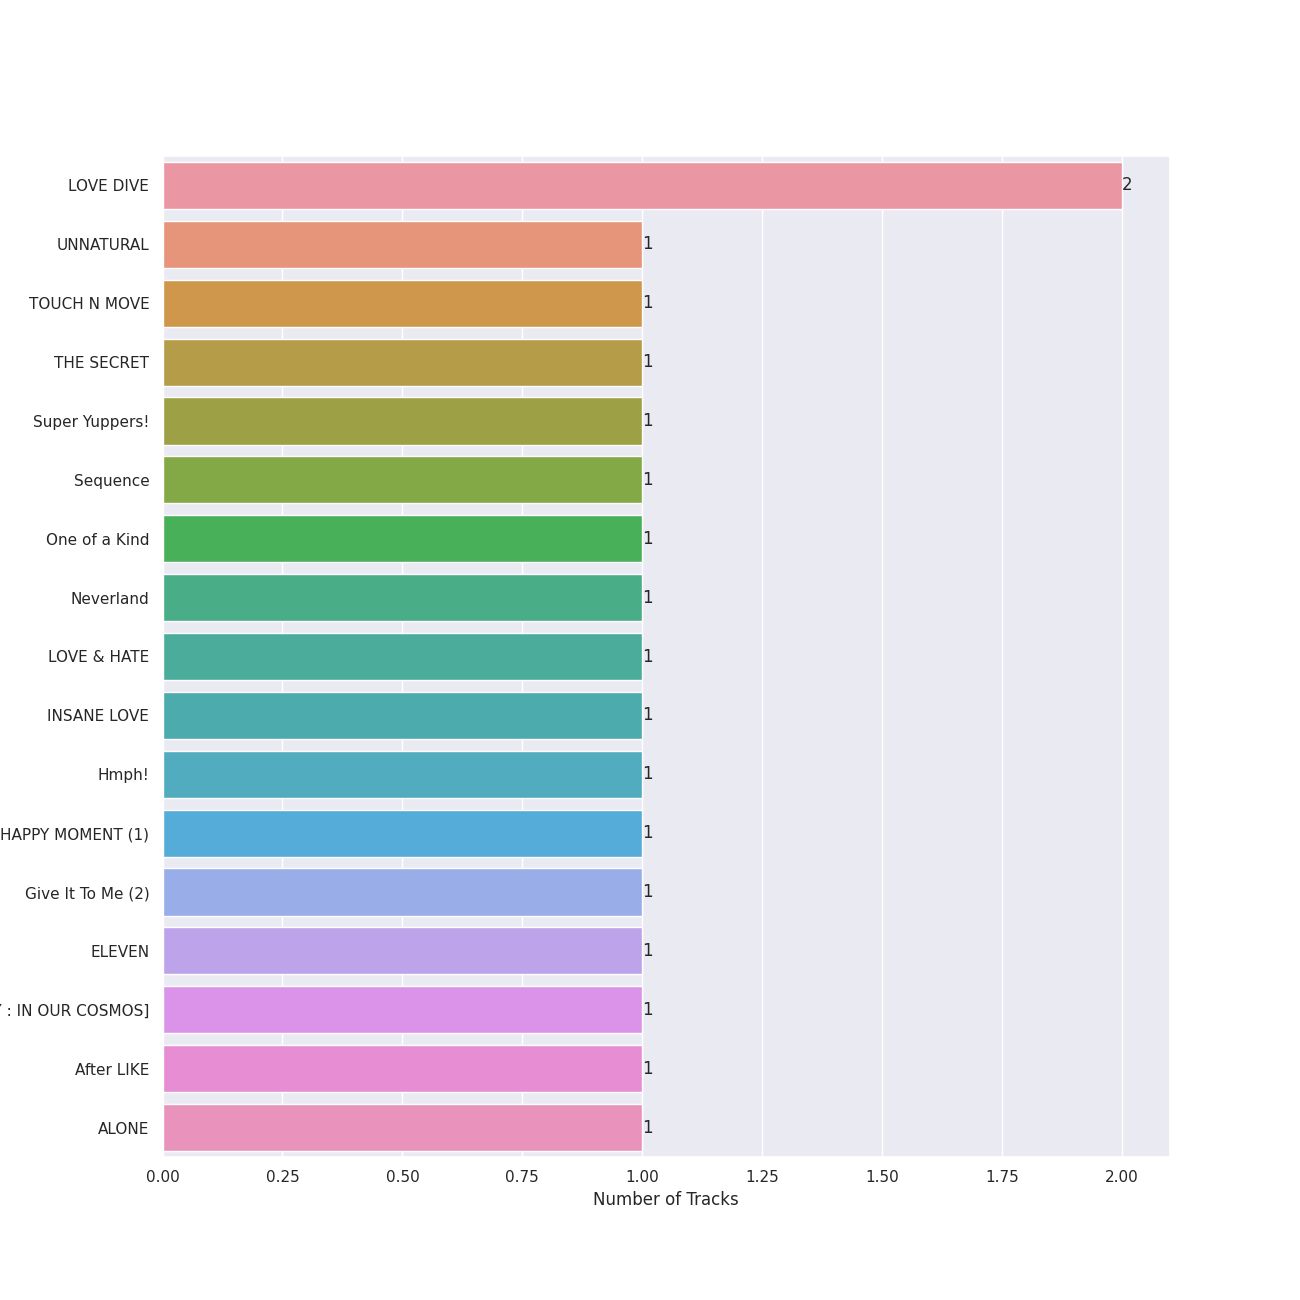 LOVE DIVE 2
UNNATURAL 1
TOUCH N MOVE 1
THE SECRET 1
Super Yuppers! 1
Sequence 1
One of a Kind 1
Neverland 1
LOVE & HATE 1
INSANE LOVE 1
Hmph! 1
HAPPY MOMENT (1) 1
Give It To Me (2) 1
ELEVEN 1
: IN OUR COSMOS] 1
After LIKE 1
ALONE 1
0.00 0.25 0.50 0.75 1.00 1.25 1.50 1.75 2.00
Number of Tracks